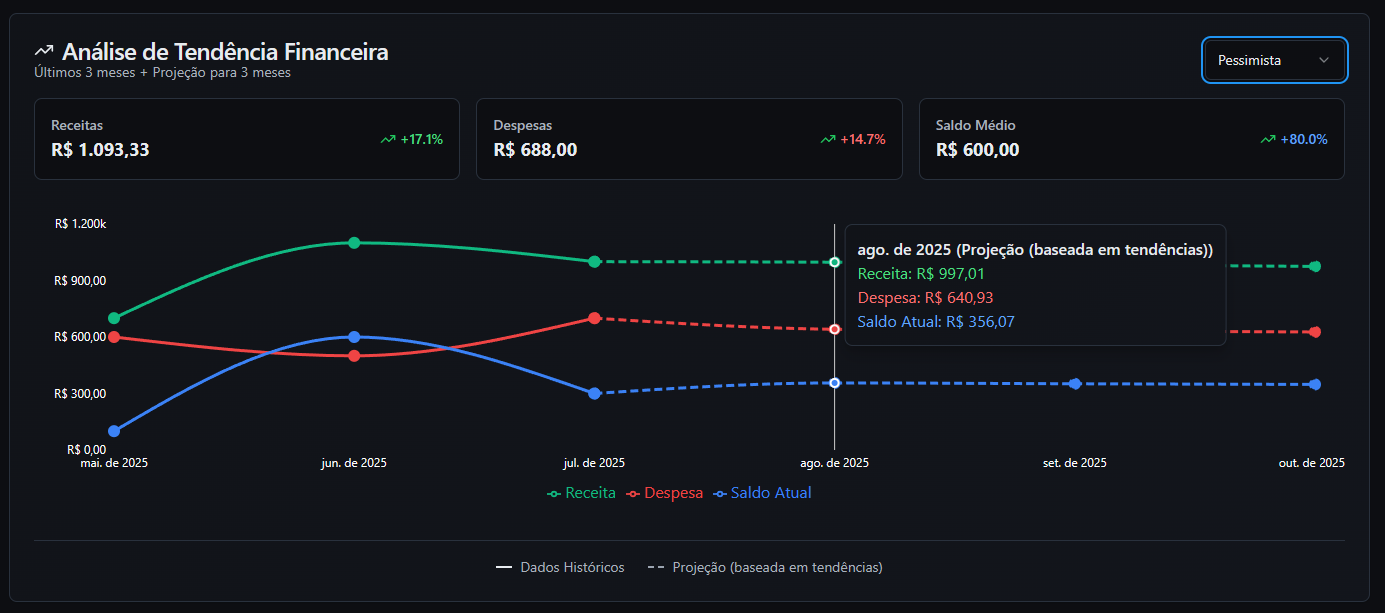 Análise de Tendência Financeira
Últimos 3 meses + Projeção para 3 meses
Pessimista
Receitas
R$ 1.093,33
+17.1%
Despesas
R$ 688,00
+14.7%
Saldo Médio
R$ 600,00
+80.0%
R$ 1.200k
R$ 900,00
R$ 600,00
R$ 300,00
R$ 0,00
ago. de 2025 (Projeção (baseada em tendências))
Receita: R$ 997,01
Despesa: R$ 640,93
Saldo Atual: R$ 356,07
mai. de 2025 jun. de 2025 jul. de 2025 ago. de 2025 set. de 2025 out. de 2025
Receita Despesa Saldo Atual
Dados Históricos Projeção (baseada em tendências)